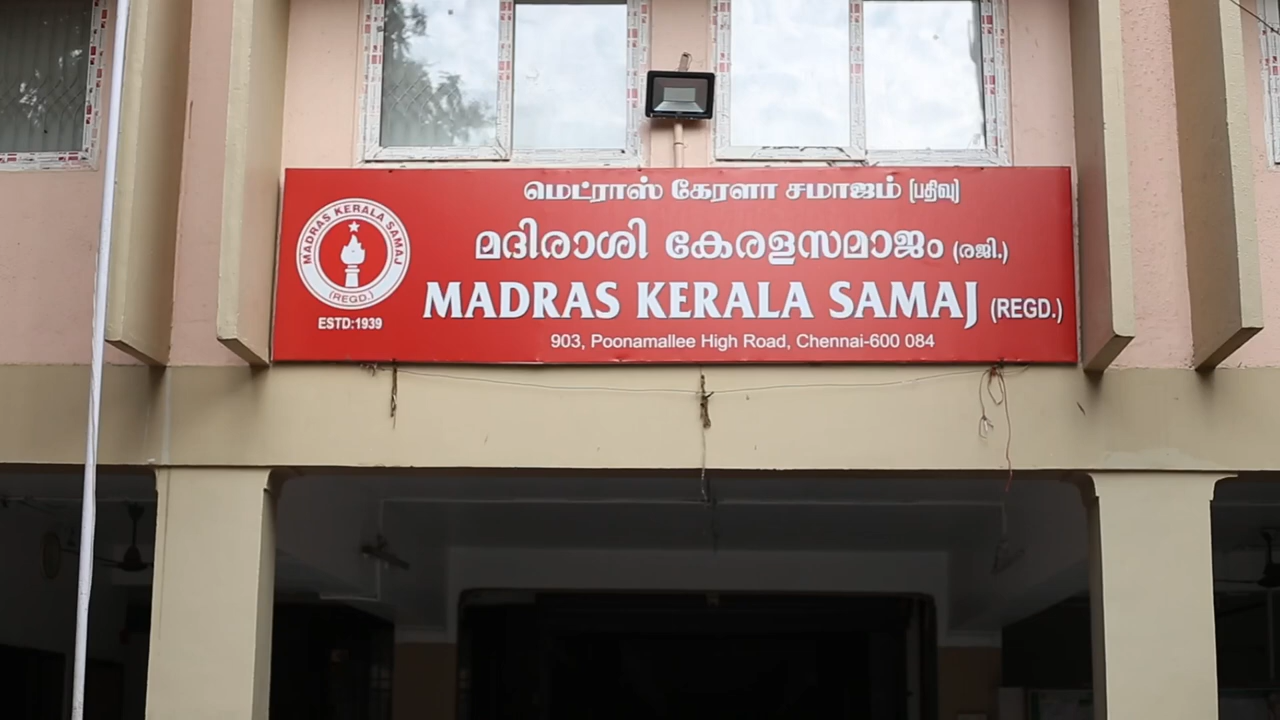 மெட்ராஸ் கேரளா சமாஜம் [பதிவு]
മദിരാശി കേരളസമാജം (രജി.)
MADRAS KERALA SAMAJ (REGD.)
903, Poonamallee High Road, Chennai-600 084
MADRAS KERALA SAMAJ
(REGD.)
ESTD:1939